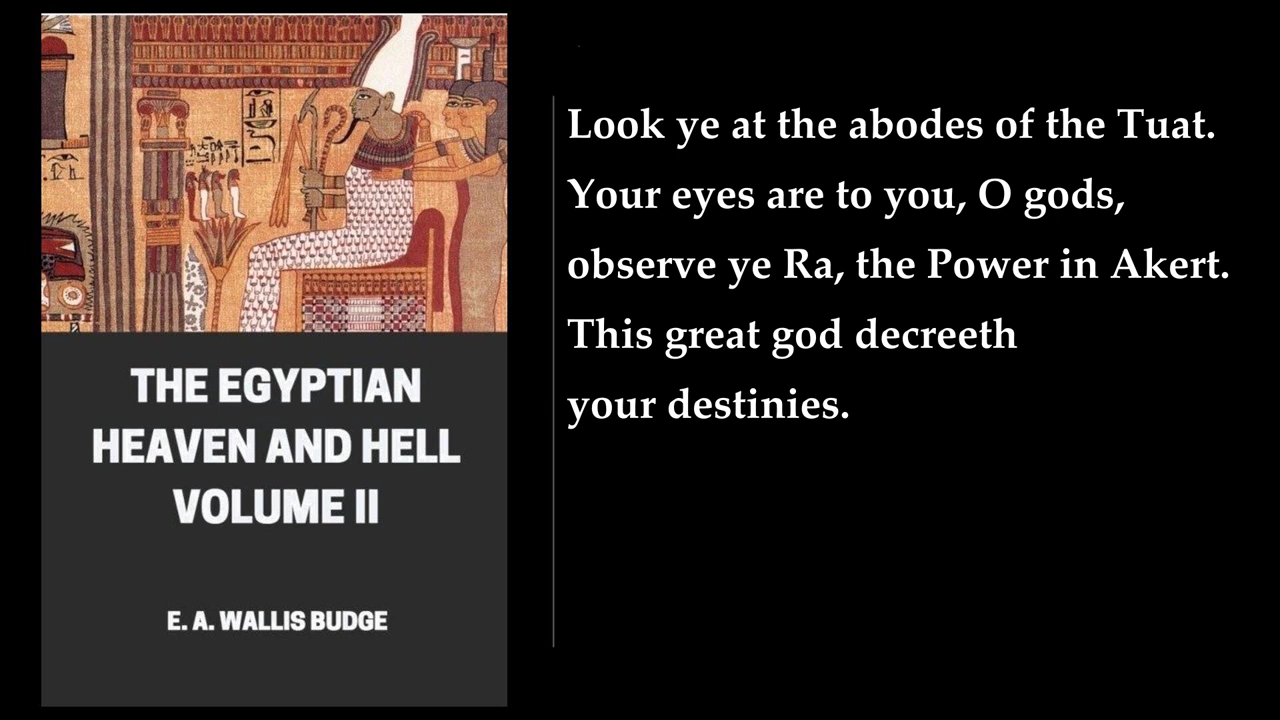 THE EGYPTIAN
HEAVEN AND HELL
VOLUME II
E. A. WALLIS BUDGE
Look ye at the abodes of the Tuat.
Your eyes are to you, O gods,
observe ye Ra, the Power in Akert.
This great god decreeth
your destinies.